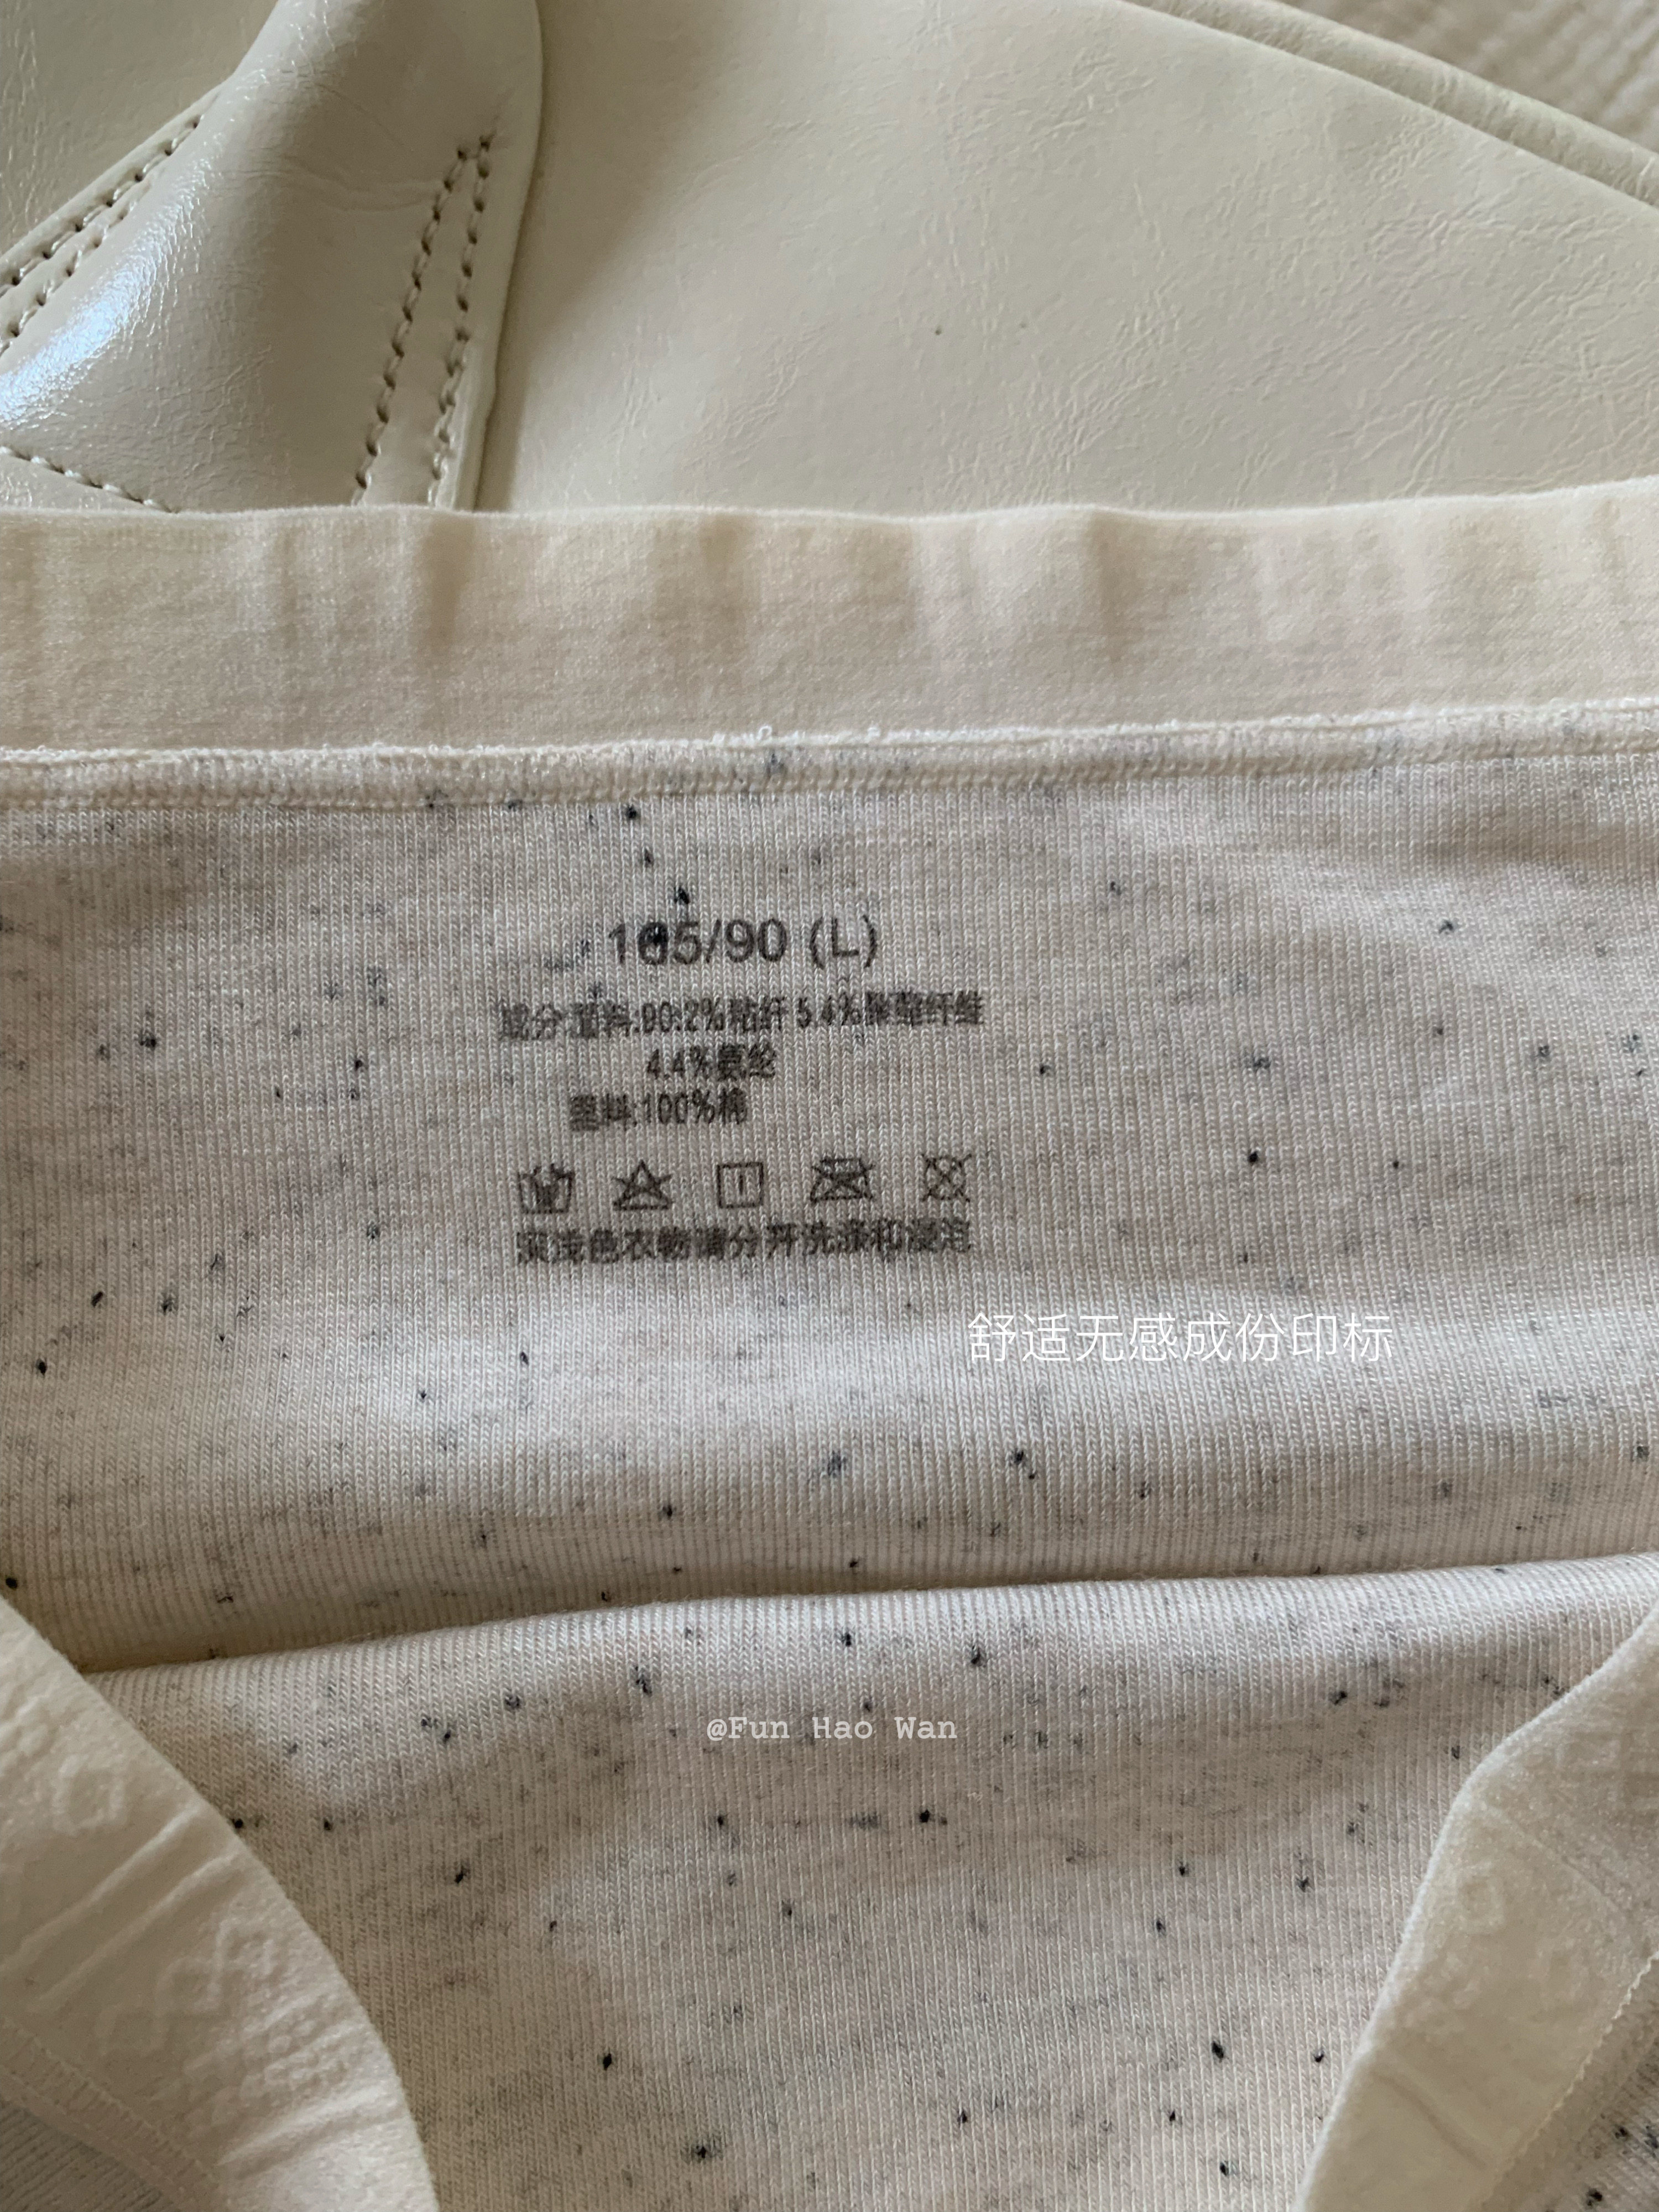 165/90 (L)
成分:面料:90.2%粘纤 5.4%聚酯纤维
4.4%氨纶
里料:100%棉
深浅色衣物请分开洗涤和浸泡
舒适无感成份印标
@Fun Hao Wan